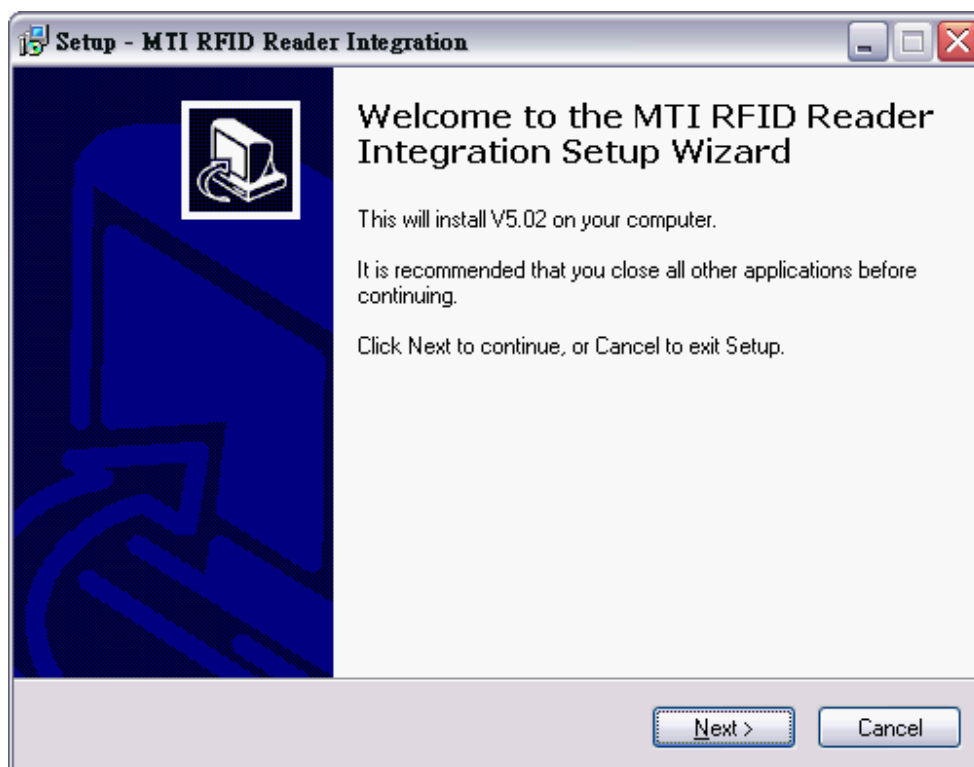 Setup - MTI RFID Reader Integration
Welcome to the MTI RFID Reader
Integration Setup Wizard
This will install V5.02 on your computer.
It is recommended that you close all other applications before
continuing.
Click Next to continue, or Cancel to exit Setup.
Next >
Cancel